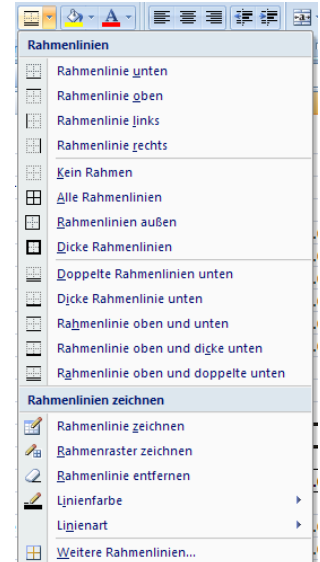 Rahmenlinien
Rahmenlinie unten
Rahmenlinie oben
Rahmenlinie links
Rahmenlinie rechts
Kein Rahmen
Alle Rahmenlinien
Rahmenlinien außen
Dicke Rahmenlinien
Doppelte Rahmenlinien unten
Dicke Rahmenlinie unten
Rahmenlinie oben und unten
Rahmenlinie oben und dicke unten
Rahmenlinie oben und doppelte unten
Rahmenlinien zeichnen
Rahmenlinie zeichnen
Rahmenraster zeichnen
Rahmenlinie entfernen
Linienfarbe
Linienart
Weitere Rahmenlinien...